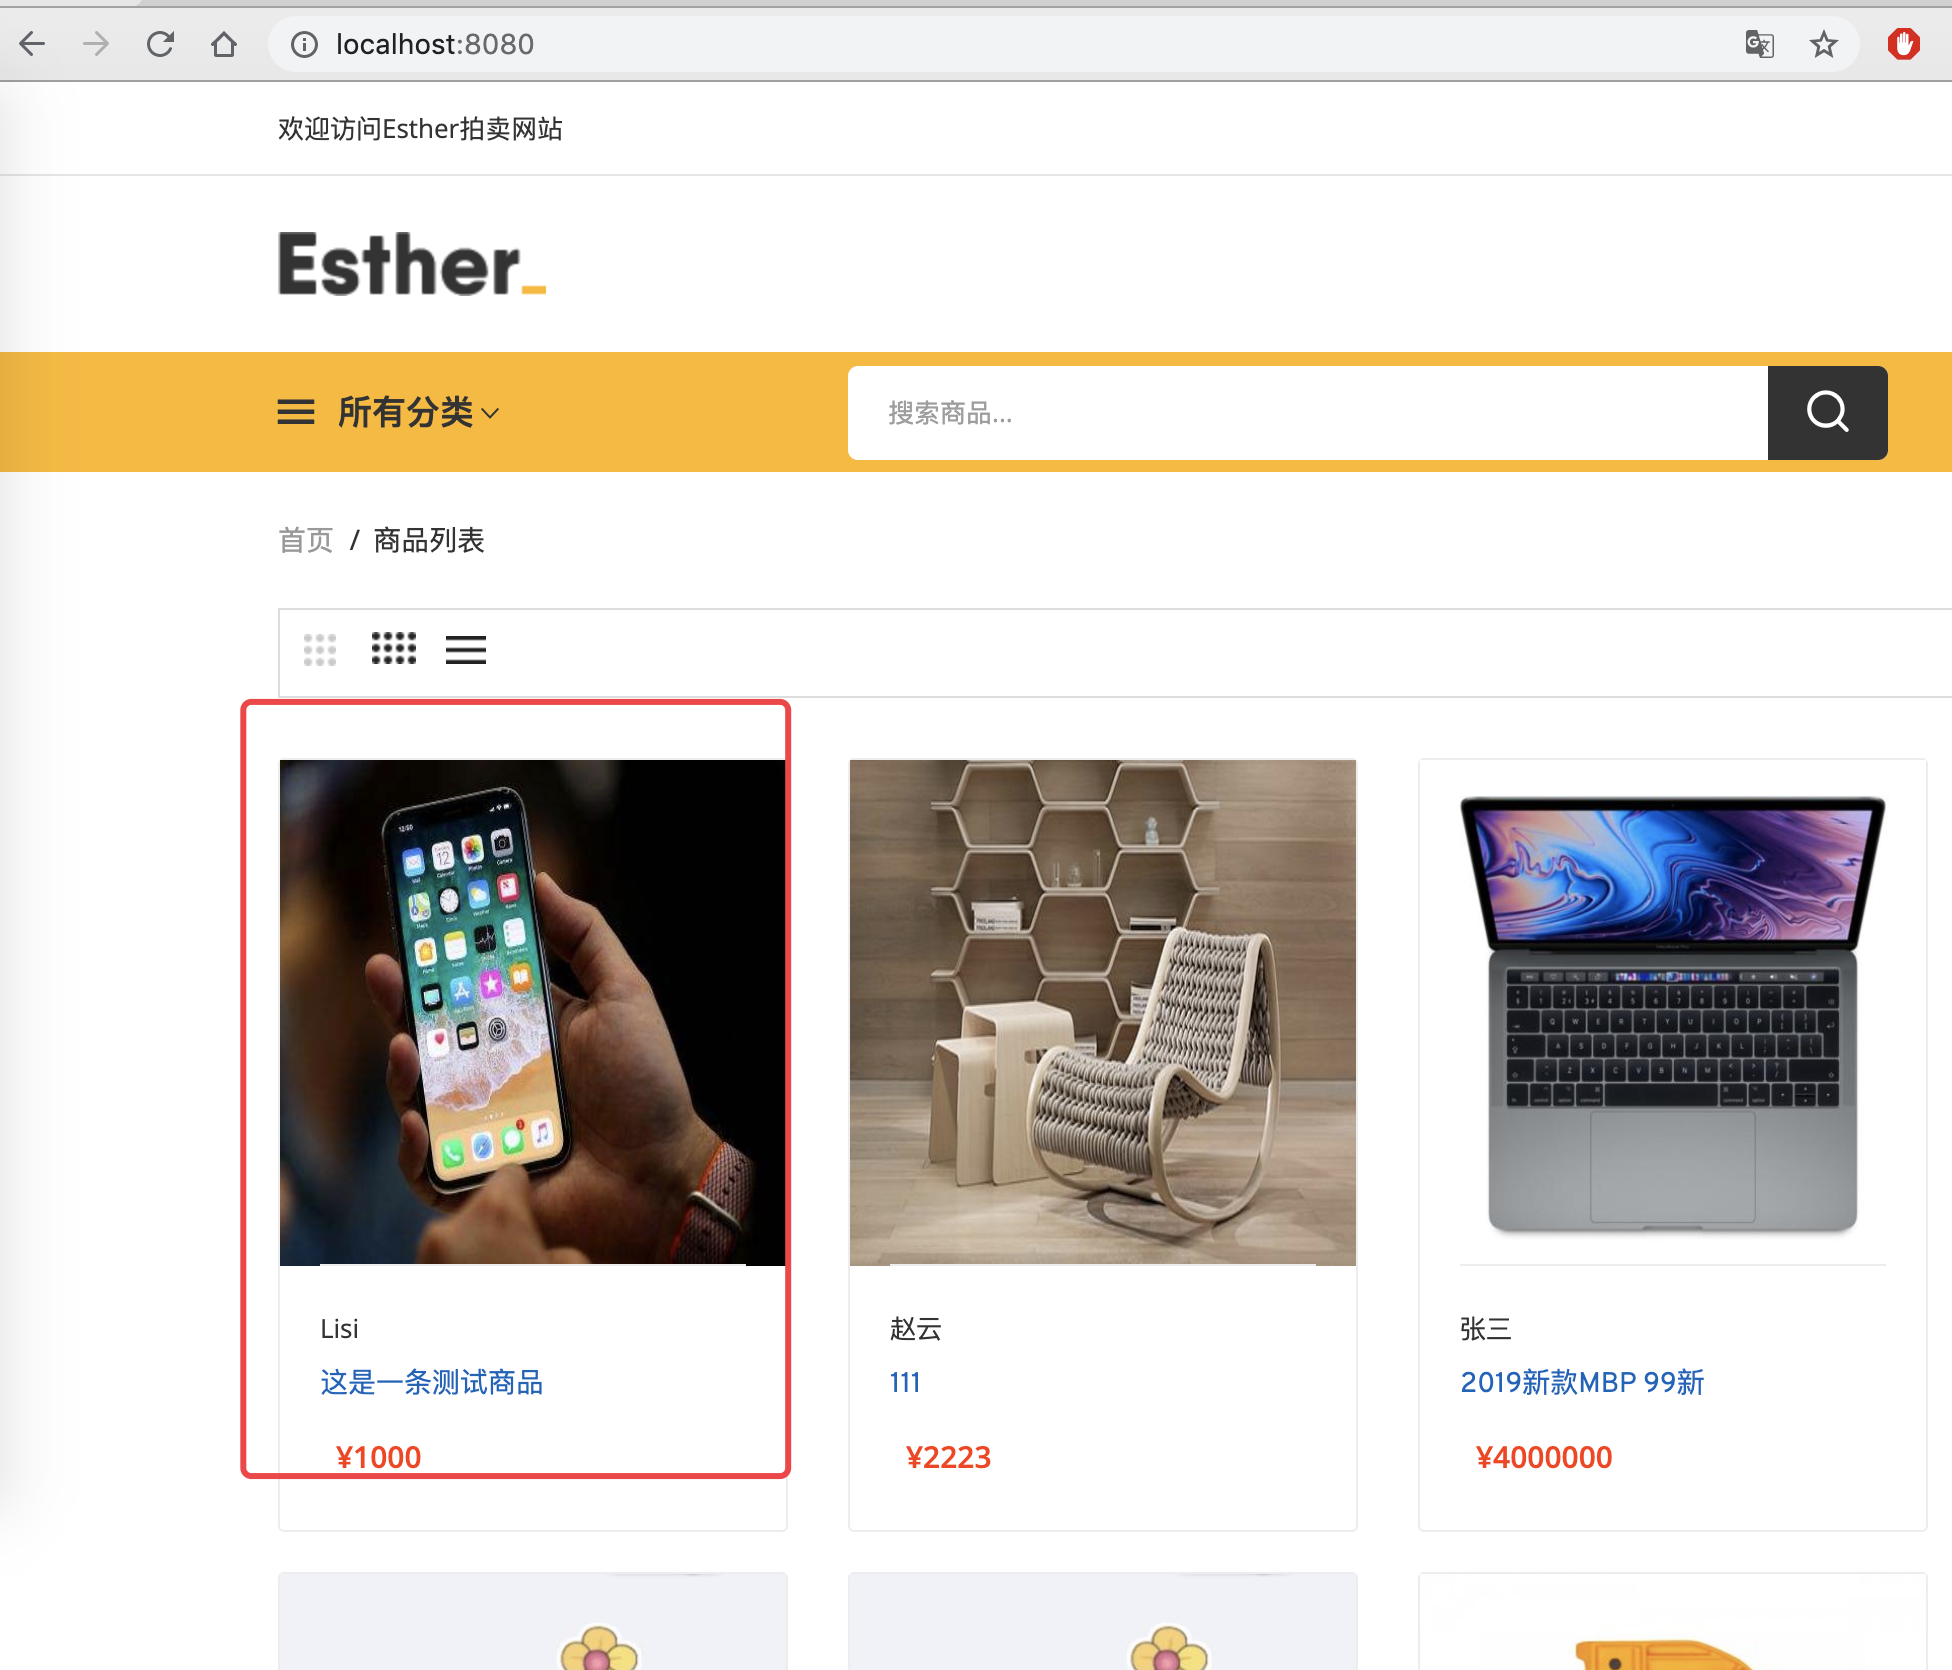 localhost:8080
欢迎访问Esther拍卖网站
Esther_
所有分类
搜索商品...
首页 / 商品列表
Lisi
这是一条测试商品
¥1000
赵云
111
¥2223
张三
2019新款MBP 99新
¥4000000